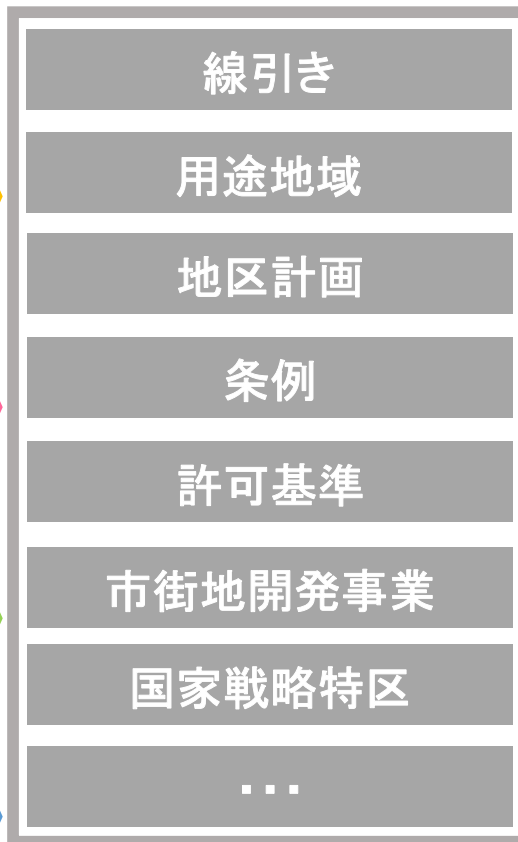 線引き
用途地域
地区計画
条例
許可基準
市街地開発事業
国家戦略特区
・・・